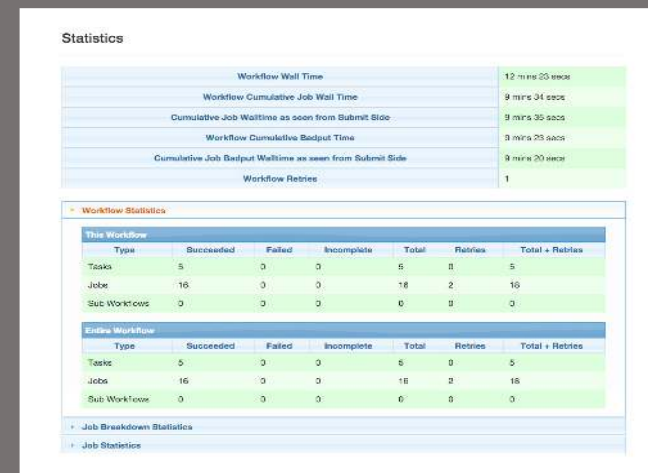 Statistics
Workflow Wall Time 12 mins 23 secs
Workflow Cumulative Job Wall Time 9 mins 34 secs
Cumulative Job Walltime as seen from Submit Side 9 mins 35 secs
Workflow Cumulative Badput Time 9 mins 23 secs
Cumulative Job Badput Walltime as seen from Submit Side 9 mins 20 secs
Workflow Retries 1
Workflow Statistics
This Workflow
Type Succeeded Failed Incomplete Total Retries Total + Retries
Tasks 5 0 0 5 0 5
Jobs 16 0 0 16 2 18
Sub Workflows 0 0 0 0 0 0
Entire Workflow
Type Succeeded Failed Incomplete Total Retries Total + Retries
Tasks 5 0 0 5 0 5
Jobs 16 0 0 16 2 18
Sub Workflows 0 0 0 0 0 0
Job Breakdown Statistics
Job Statistics